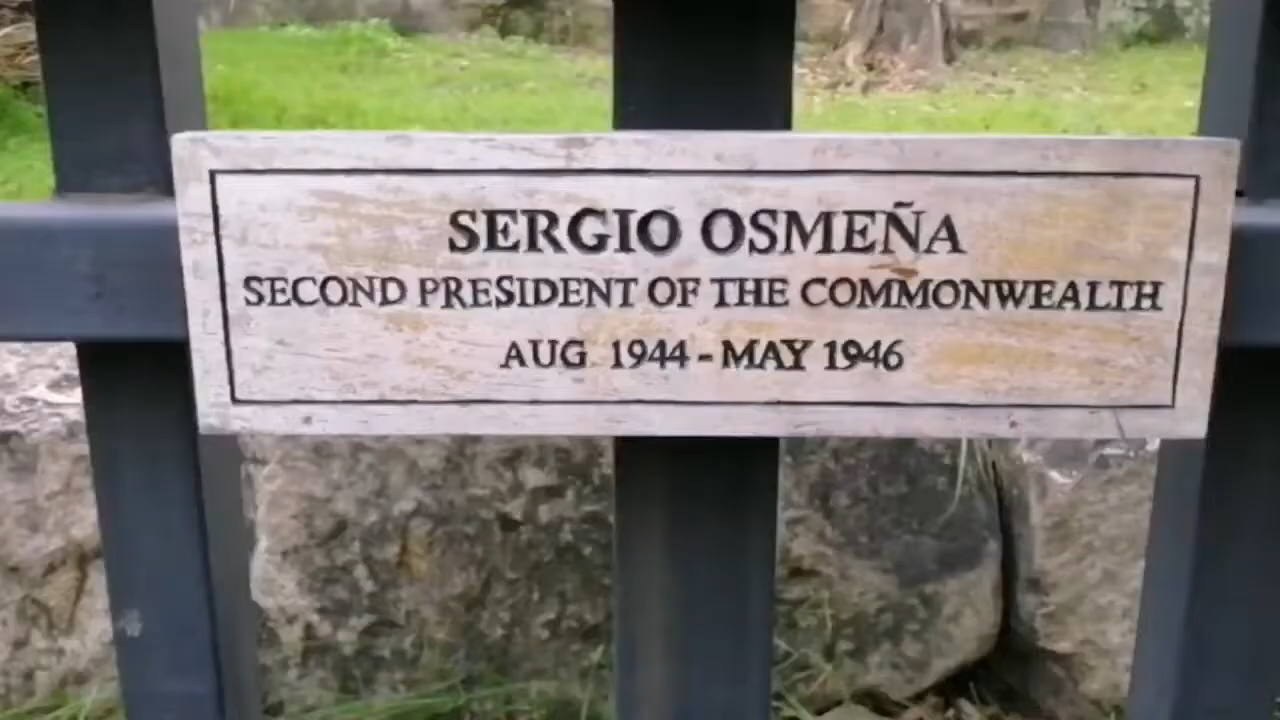 SERGIO OSMEÑA
SECOND PRESIDENT OF THE COMMONWEALTH
AUG 1944 - MAY 1946